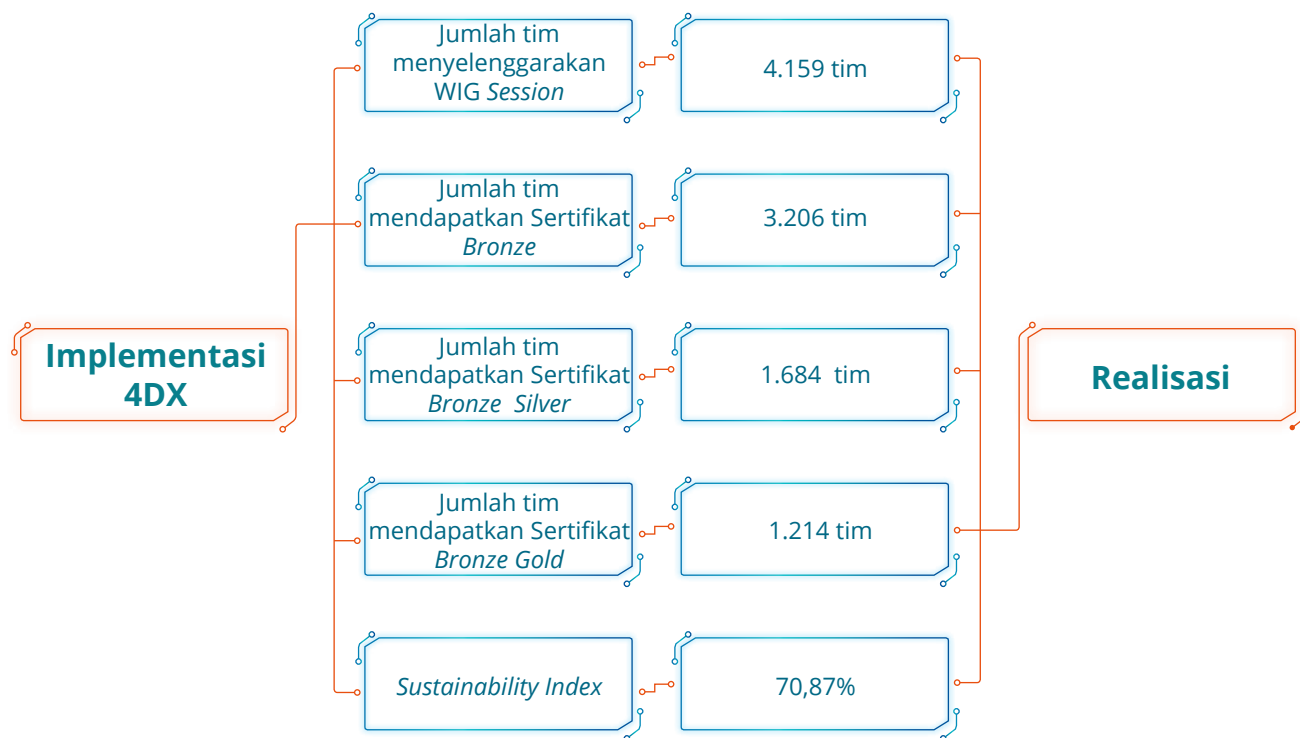 Implementasi
4DX
Jumlah tim
menyelenggarakan
WIG Session
4.159 tim
Jumlah tim
mendapatkan Sertifikat
Bronze
3.206 tim
Jumlah tim
mendapatkan Sertifikat
Bronze  Silver
1.684  tim
Jumlah tim
mendapatkan Sertifikat
Bronze Gold
1.214 tim
Sustainability Index
70,87%
Realisasi